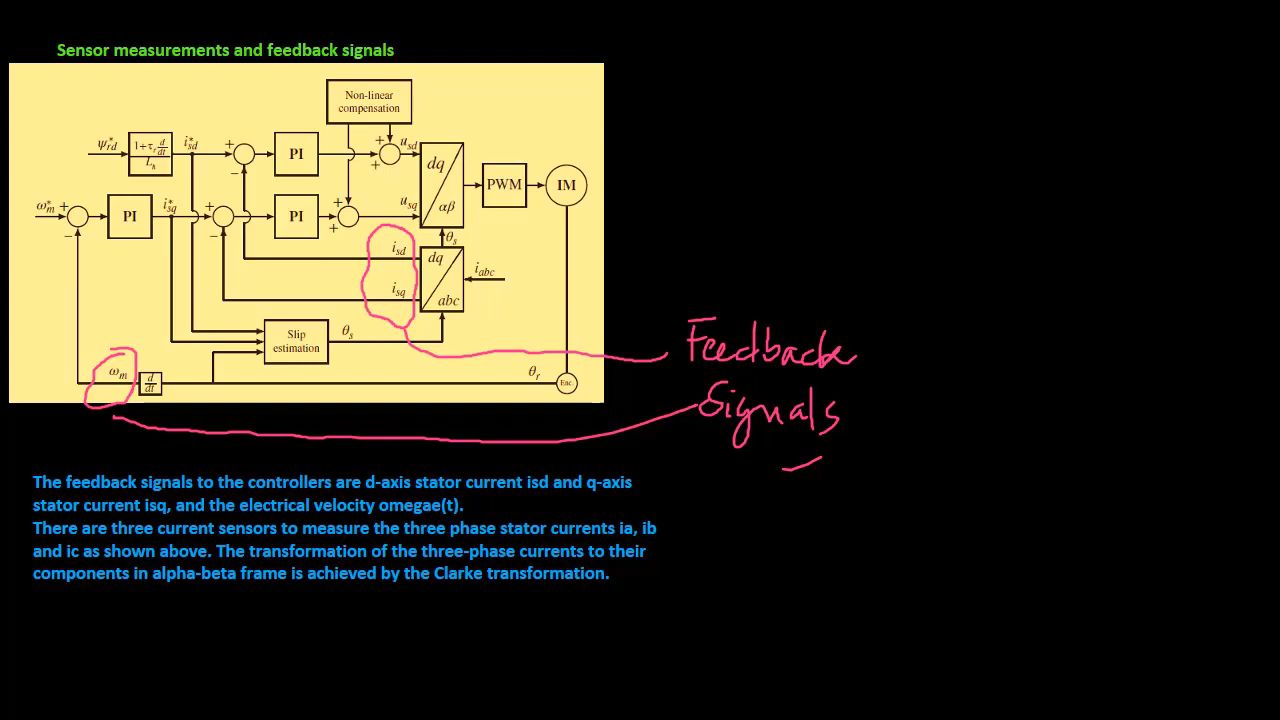 Sensor measurements and feedback signals
Non-linear
compensation
ψ*rd
1+τr d/dt
Lh
i*sd
+
−
PI
+
+
usd
dq
αβ
PWM
IM
ω*m
+
−
PI
i*sq
+
−
PI
+
+
usq
θs
isd
isq
dq
abc
iabc
Slip
estimation
θs
ωm
d
dt
θr
Enc.
Feedback
Signals
The feedback signals to the controllers are d-axis stator current isd and q-axis
stator current isq, and the electrical velocity omegae(t).
There are three current sensors to measure the three phase stator currents ia, ib
and ic as shown above. The transformation of the three-phase currents to their
components in alpha-beta frame is achieved by the Clarke transformation.